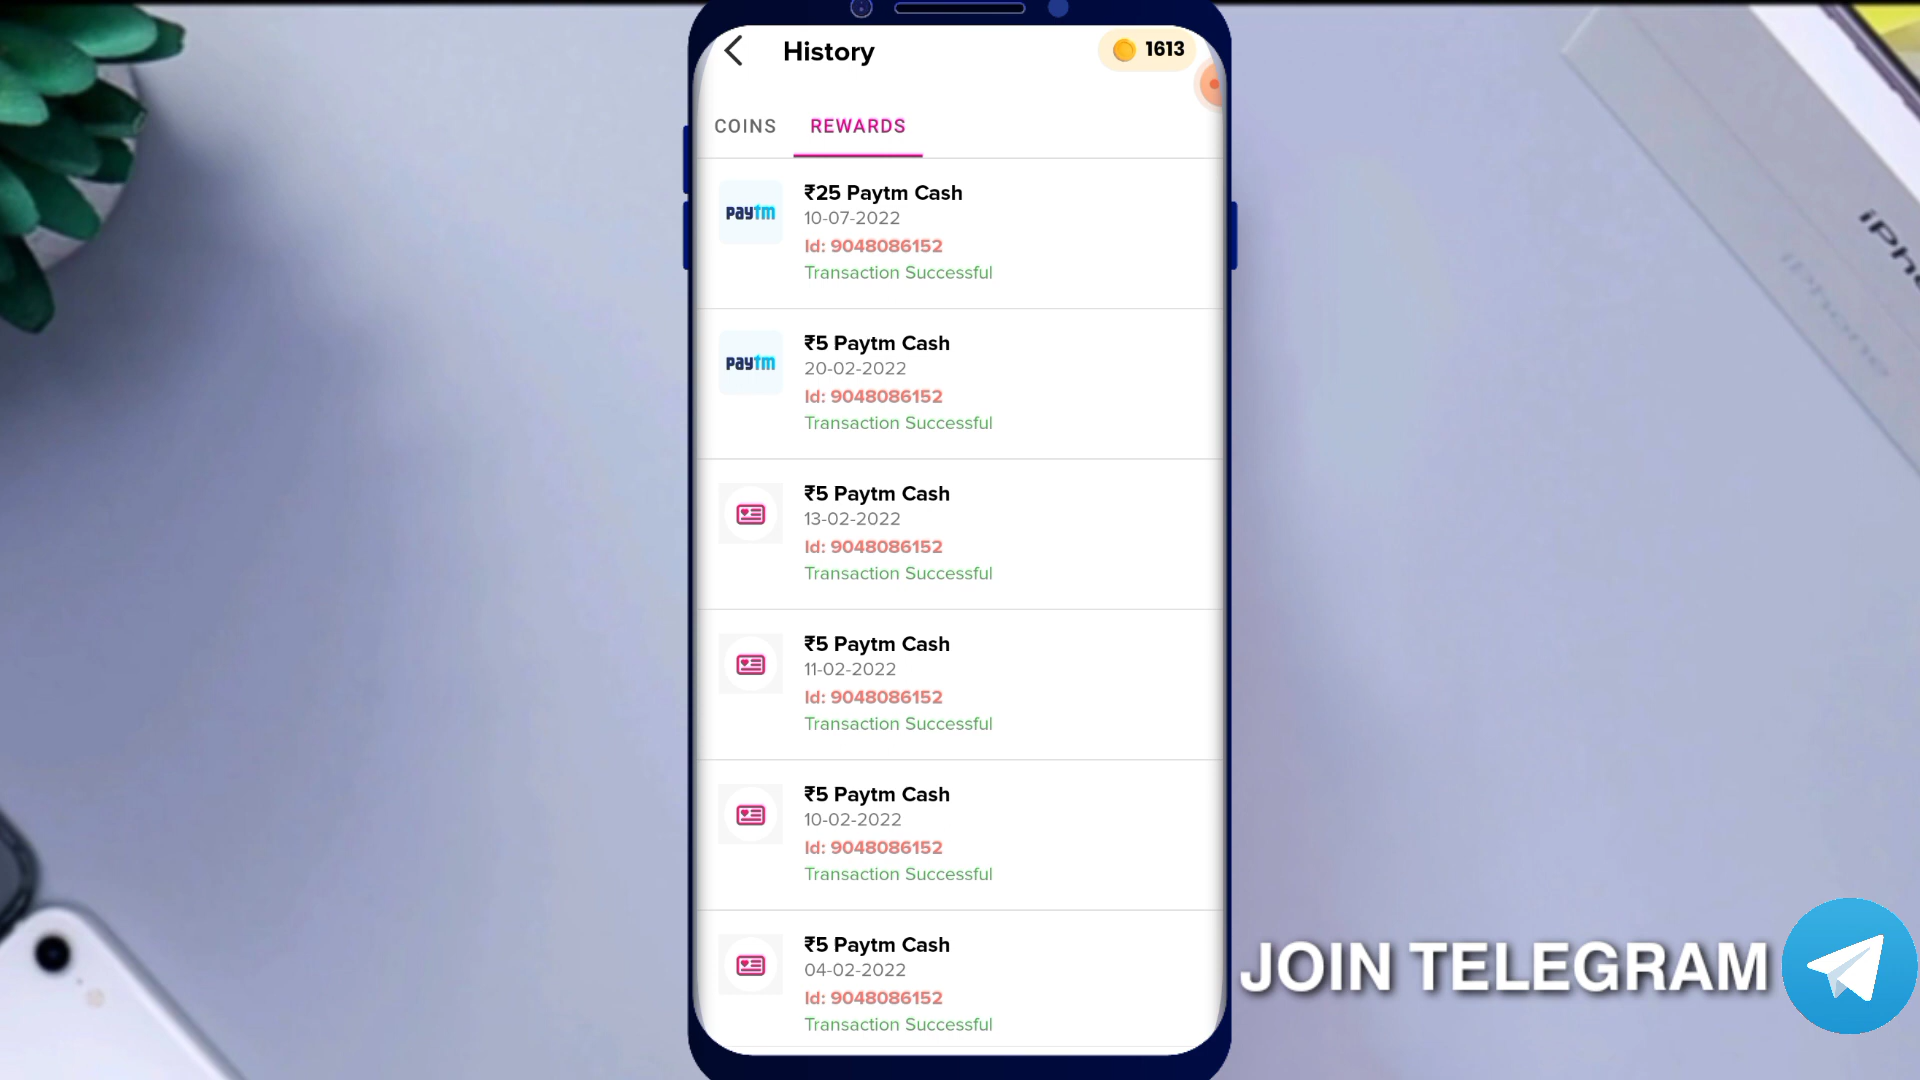 History
1613
COINS REWARDS
paytm
₹25 Paytm Cash
10-07-2022
Id: 9048086152
Transaction Successful
paytm
₹5 Paytm Cash
20-02-2022
Id: 9048086152
Transaction Successful
₹5 Paytm Cash
13-02-2022
Id: 9048086152
Transaction Successful
₹5 Paytm Cash
11-02-2022
Id: 9048086152
Transaction Successful
₹5 Paytm Cash
10-02-2022
Id: 9048086152
Transaction Successful
₹5 Paytm Cash
04-02-2022
Id: 9048086152
Transaction Successful
JOIN TELEGRAM
iPhone